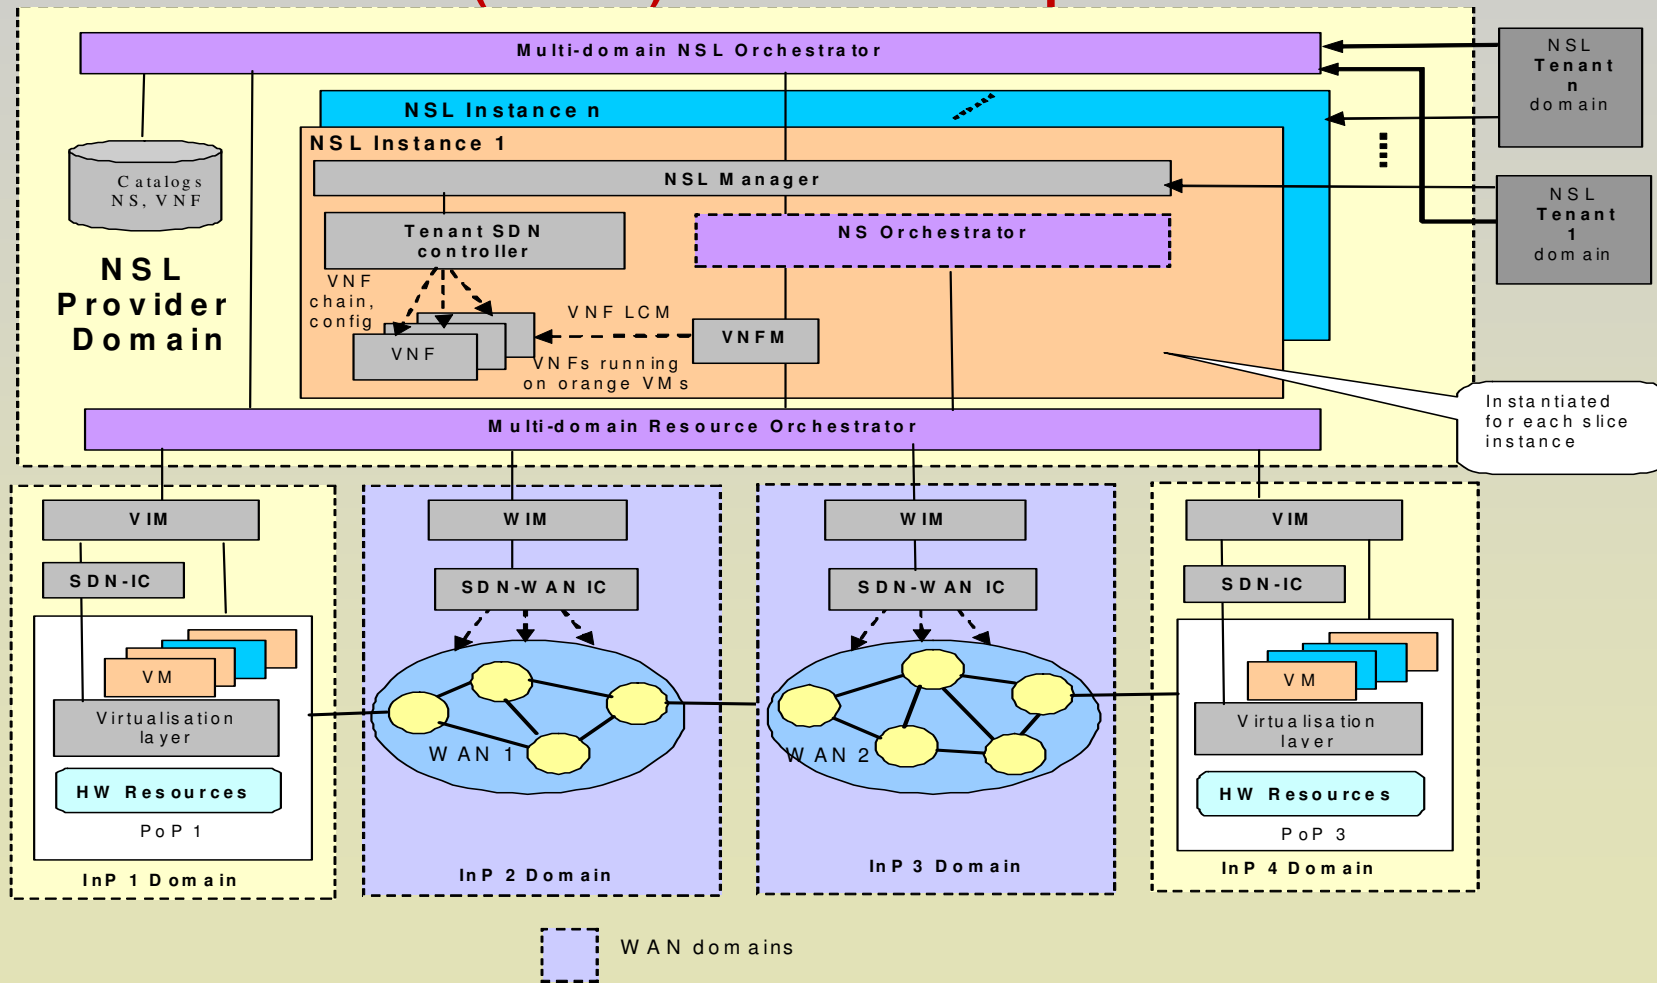 Multi-domain NSL Orchestrator
NSL
Tenant
n
domain
NSL Instance n
NSL Instance 1
Catalogs
NS, VNF
NSL Manager
NSL
Tenant
1
domain
Tenant SDN
controller
NS Orchestrator
NSL
Provider
Domain
VNF
chain,
config
VNF LCM
VNFM
VNF
VNFs running
on orange VMs
Instantiated
for each slice
instance
Multi-domain Resource Orchestrator
VIM
WIM
WIM
VIM
SDN-IC
SDN-WAN IC
SDN-WAN IC
SDN-IC
VM
VM
Virtualisation
layer
WAN 1
WAN 2
Virtualisation
laver
HW Resources
HW Resources
PoP 1
PoP 3
InP 1 Domain
InP 2 Domain
InP 3 Domain
InP 4 Domain
WAN domains